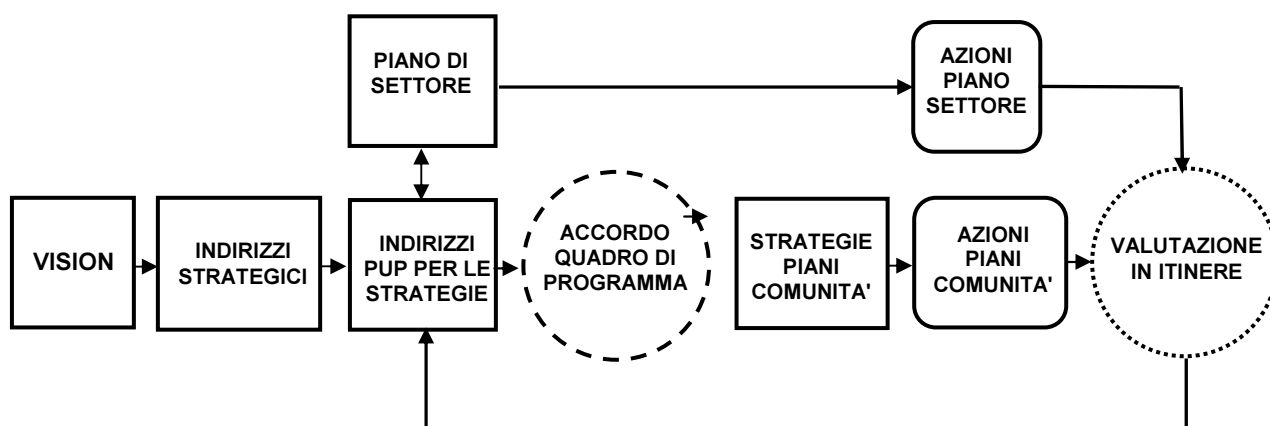 PIANO DI
SETTORE
AZIONI
PIANO
SETTORE
VISION
INDIRIZZI
STRATEGICI
INDIRIZZI
PUP PER LE
STRATEGIE
ACCORDO
QUADRO DI
PROGRAMMA
STRATEGIE
PIANI
COMUNITA'
AZIONI
PIANI
COMUNITA'
VALUTAZIONE
IN ITINERE